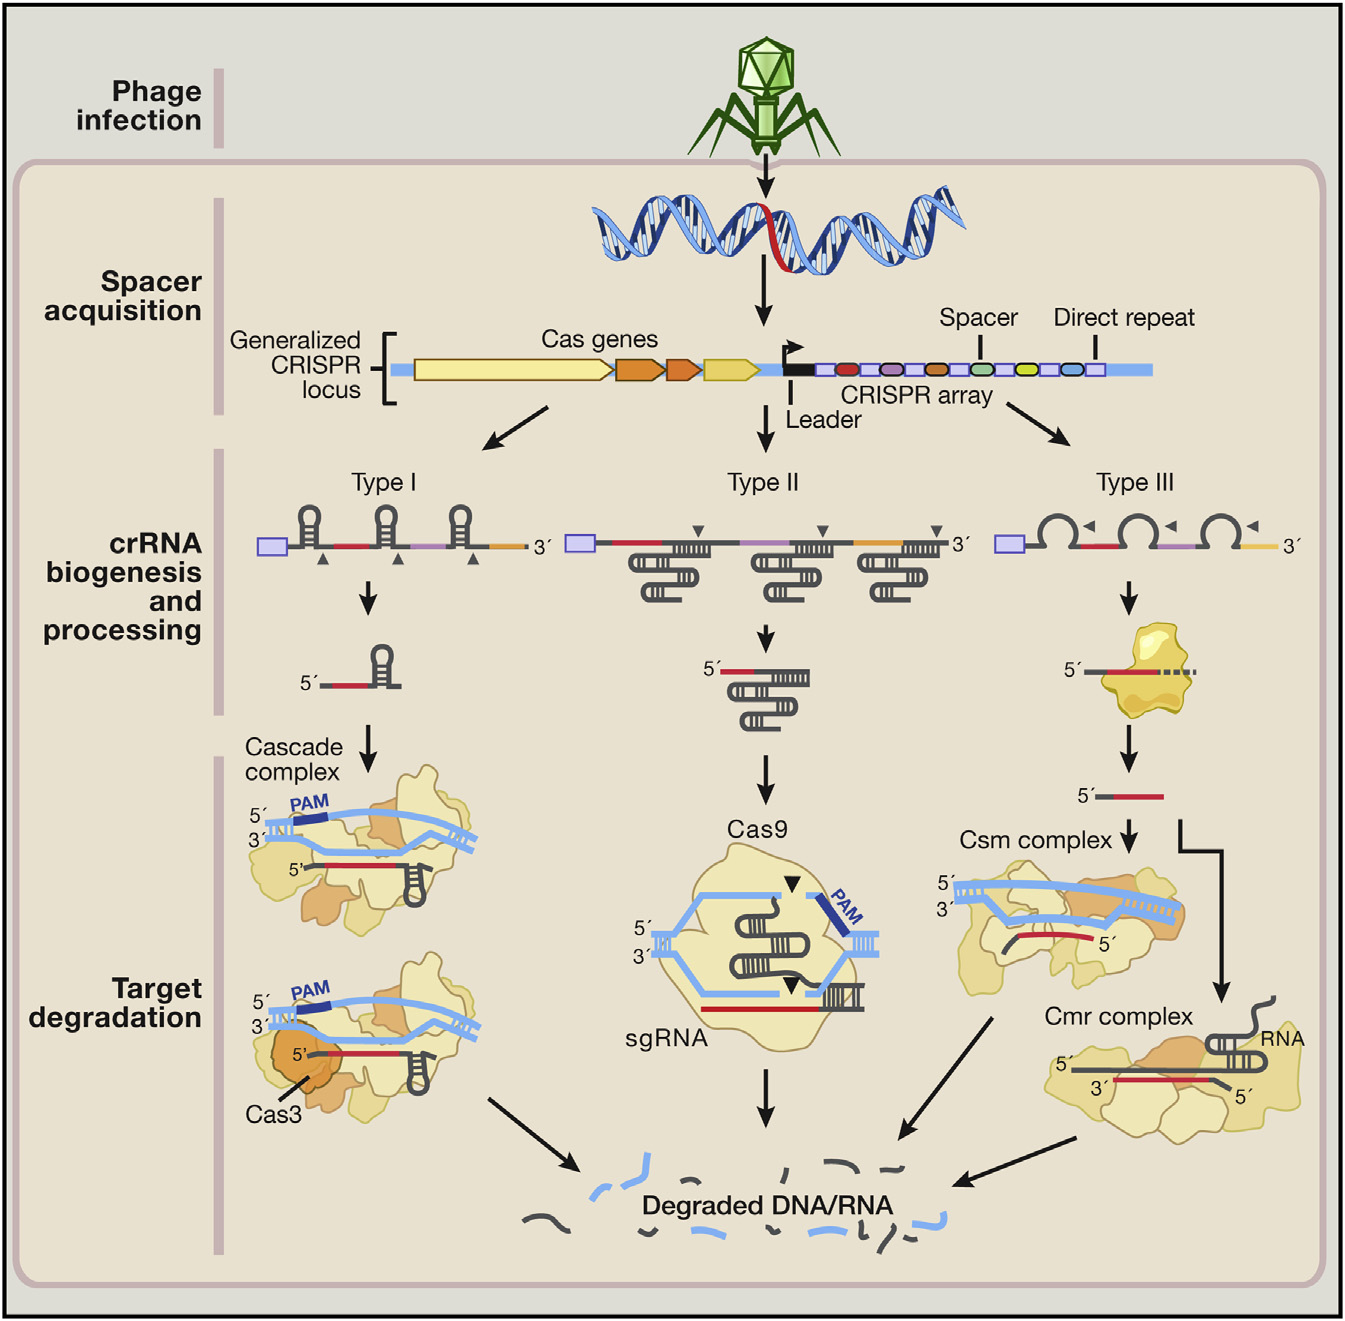 Phage
infection
Spacer
acquisition
Generalized
CRISPR
locus
Cas genes
Spacer
Direct repeat
CRISPR array
Leader
crRNA
biogenesis
and
processing
Type I
Type II
Type III
3´
3´
3´
5´
5´
5´
5´
Target
degradation
Cascade
complex
PAM
5´
3´
5´
Cas9
PAM
5´
3´
sgRNA
Csm complex
5´
3´
5´
PAM
5´
3´
5'
Cas3
Cmr complex
RNA
5´
3´
5´
Degraded DNA/RNA